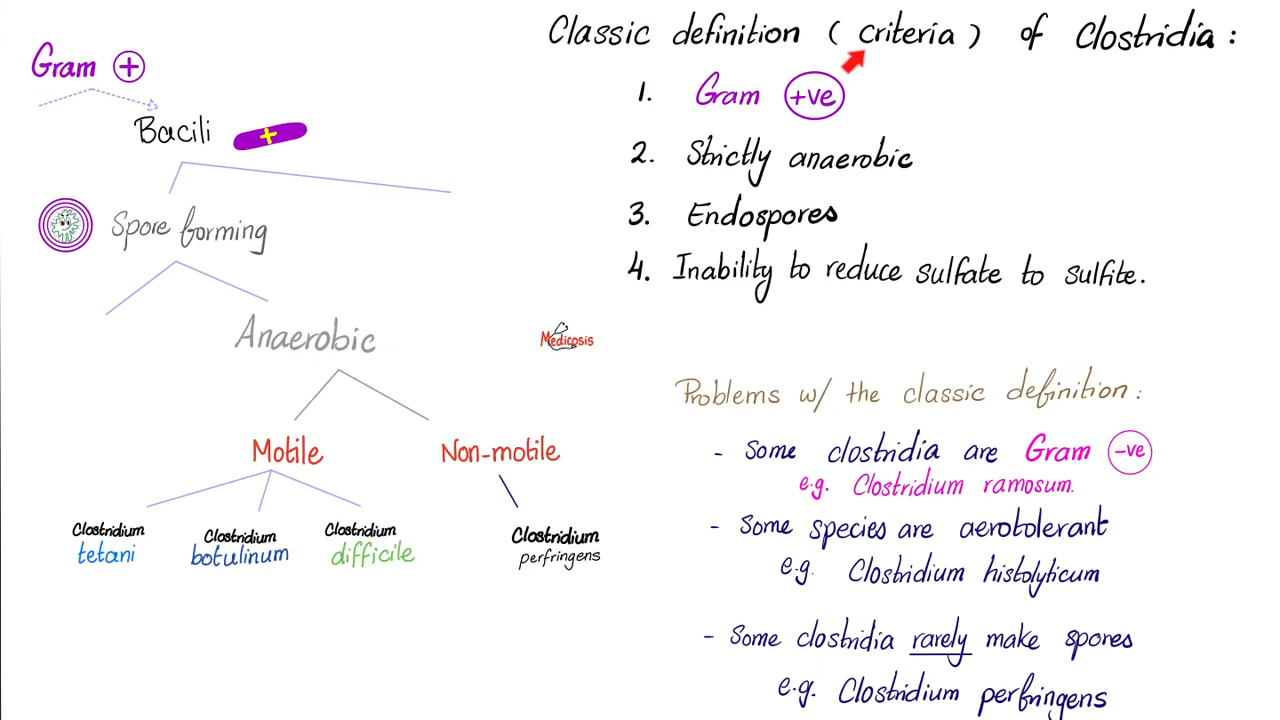 Gram +
Bacili +
Spore forming
Anaerobic
Motile
Non-motile
Clostridium
tetani
Clostridium
botulinum
Clostridium
difficile
Clostridium
perfringens
Medicosis
Classic definition ( criteria ) of Clostridia :
1. Gram +ve
2. Strictly anaerobic
3. Endospores
4. Inability to reduce sulfate to sulfite.
Problems w/ the classic definition :
- Some clostridia are Gram -ve
e.g. Clostridium ramosum.
- Some species are aerotolerant
e.g. Clostridium histolyticum
- Some clostridia rarely make spores
e.g. Clostridium perfringens